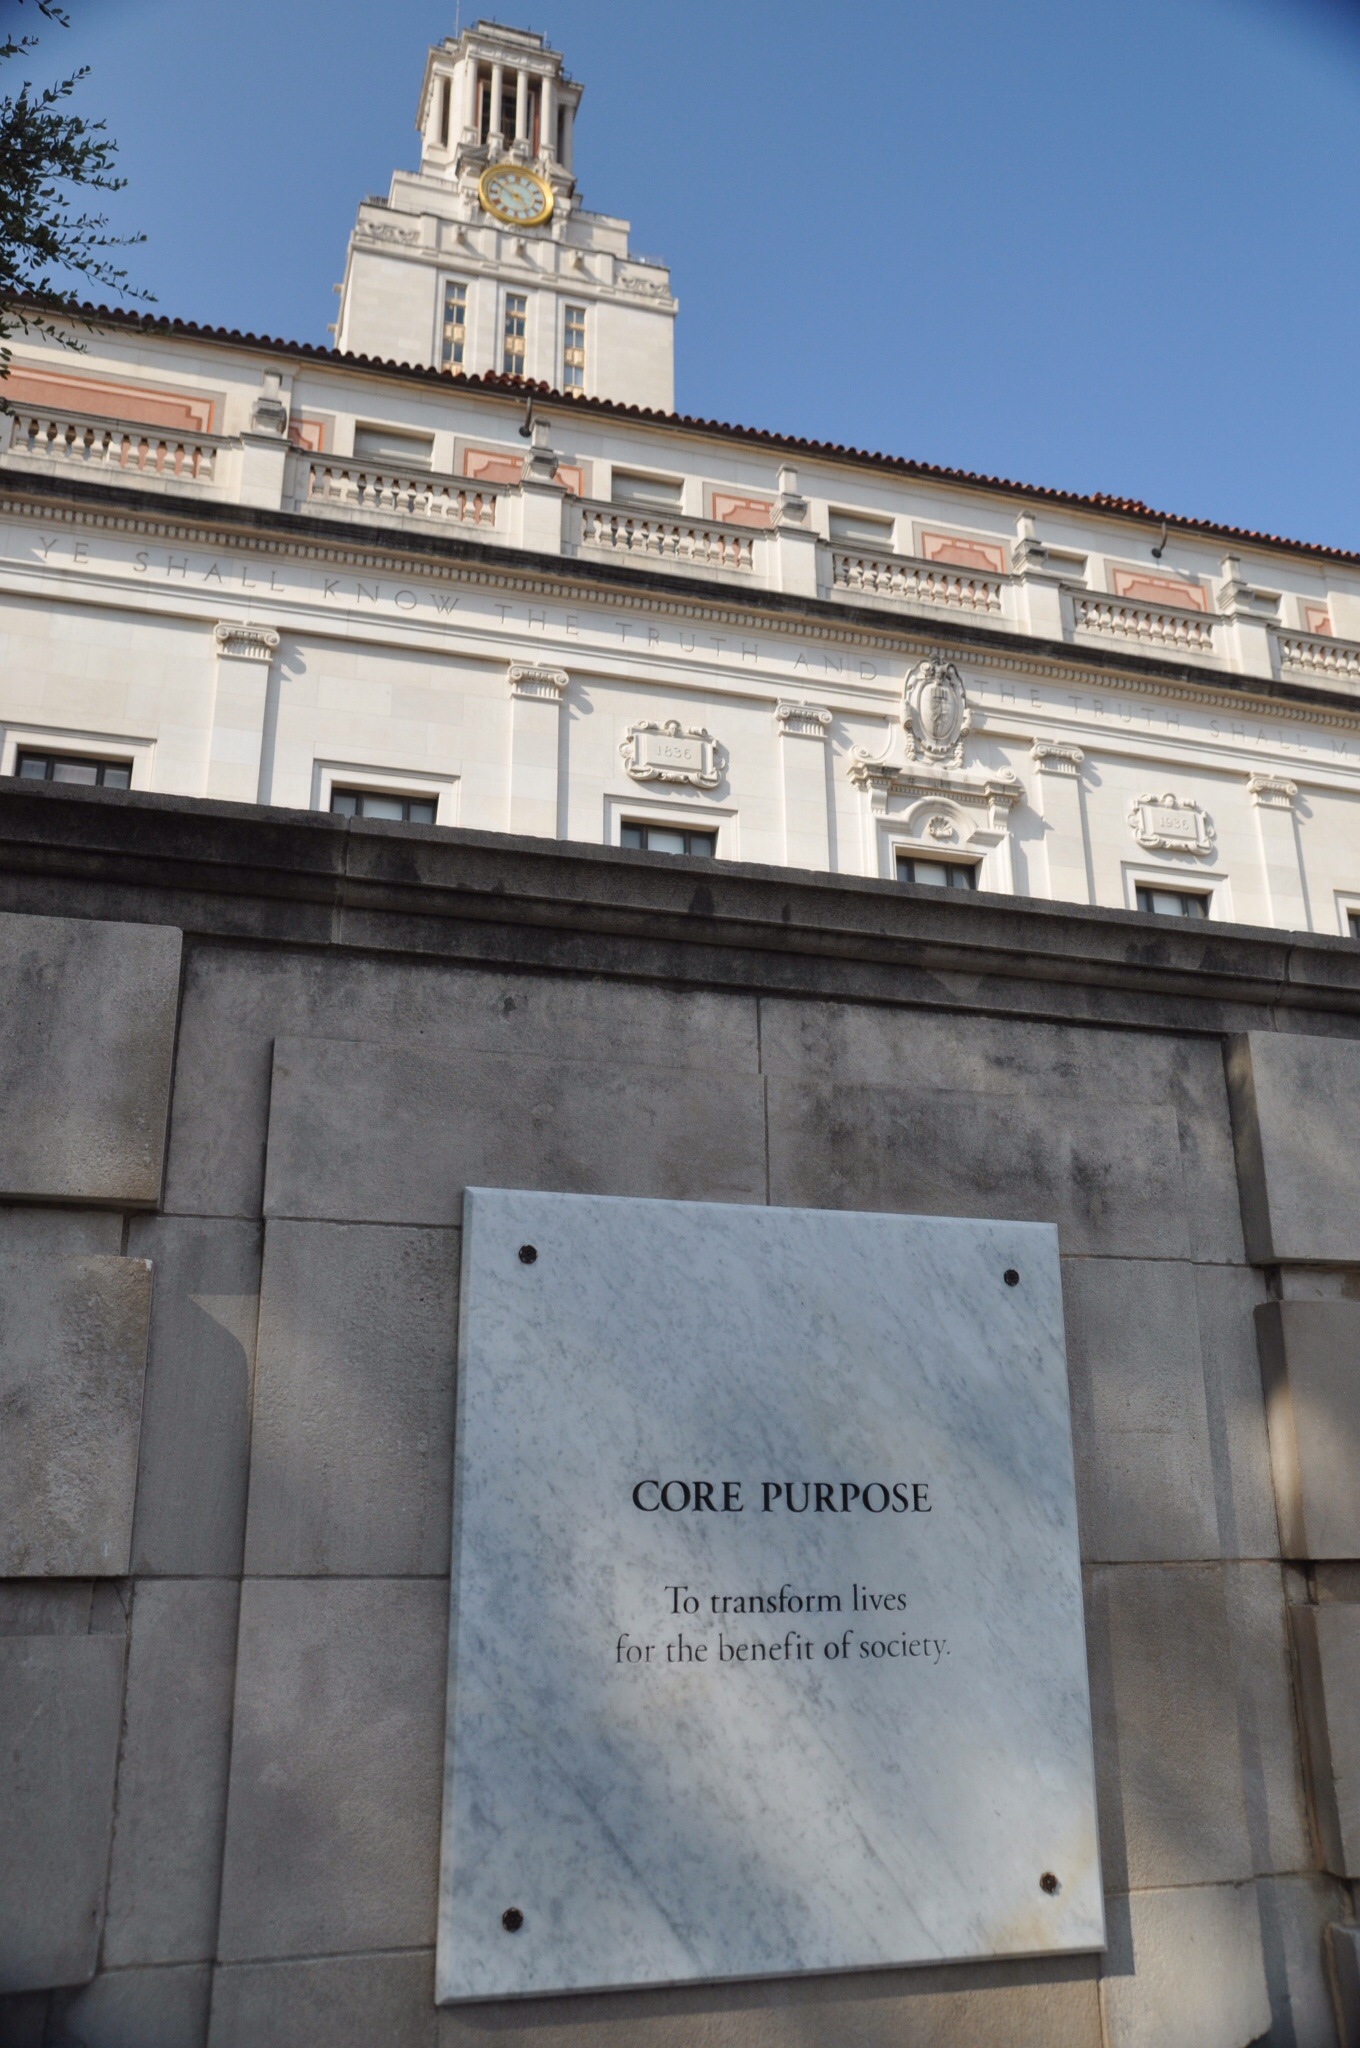 YE SHALL KNOW THE TRUTH AND THE TRUTH SHALL M
1836
1936
CORE PURPOSE
To transform lives
for the benefit of society.